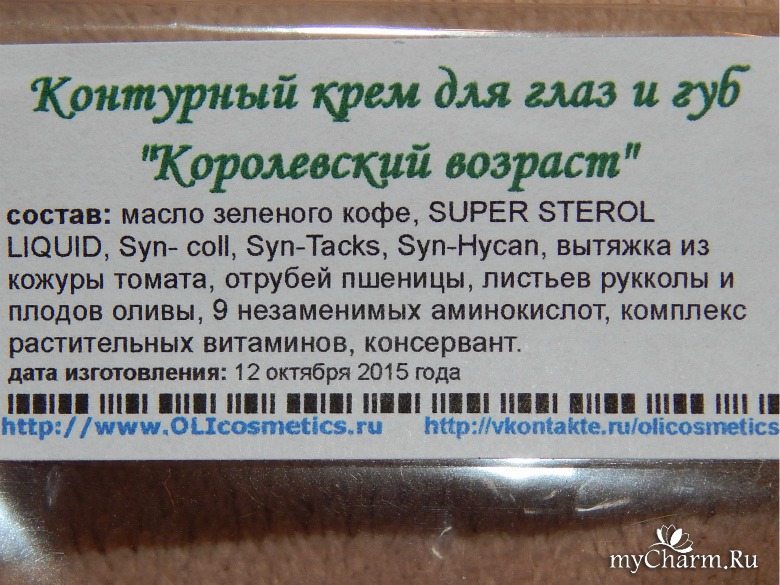 Контурный крем для глаз и губ
"Королевский возраст"
состав: масло зеленого кофе, SUPER STEROL
LIQUID, Syn- coll, Syn-Tacks, Syn-Hycan, вытяжка из
кожуры томата, отрубей пшеницы, листьев рукколы и
плодов оливы, 9 незаменимых аминокислот, комплекс
растительных витаминов, консервант.
дата изготовления: 12 октября 2015 года
http://www.OLIcosmetics.ru http://vkontakte.ru/olicosmetics
myCharm.Ru